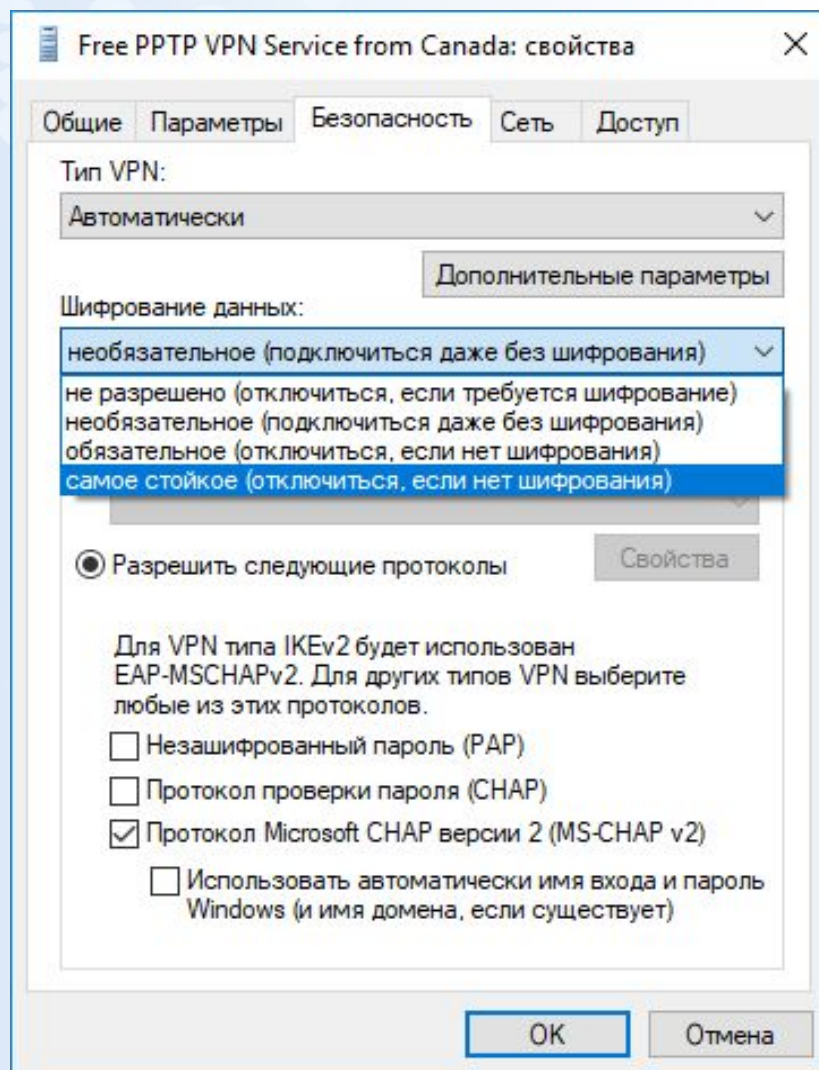 Free PPTP VPN Service from Canada: свойства
Общие Параметры Безопасность Сеть Доступ
Тип VPN:
Автоматически
Дополнительные параметры
Шифрование данных:
необязательное (подключиться даже без шифрования)
не разрешено (отключиться, если требуется шифрование)
необязательное (подключиться даже без шифрования)
обязательное (отключиться, если нет шифрования)
самое стойкое (отключиться, если нет шифрования)
Разрешить следующие протоколы
Свойства
Для VPN типа IKEv2 будет использован
EAP-MSCHAPv2. Для других типов VPN выберите
любые из этих протоколов.
Незашифрованный пароль (PAP)
Протокол проверки пароля (CHAP)
Протокол Microsoft CHAP версии 2 (MS-CHAP v2)
Использовать автоматически имя входа и пароль
Windows (и имя домена, если существует)
OK Отмена